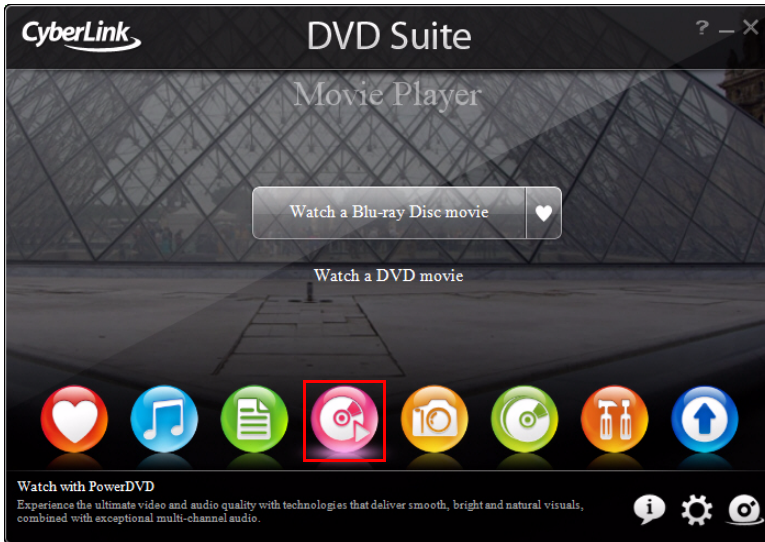 CyberLink
DVD Suite
? – X
Movie Player
Watch a Blu-ray Disc movie
Watch a DVD movie
Watch with PowerDVD
Experience the ultimate video and audio quality with technologies that deliver smooth, bright and natural visuals,
combined with exceptional multi-channel audio.